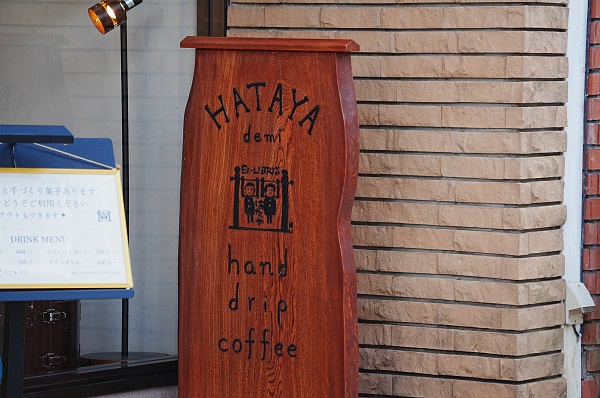 HATAYA
demi
EX-LIBRIS
hand
drip
coffee
と手づくり菓子あります
どうぞご利用ください
アウトもできます
DRINK MENU